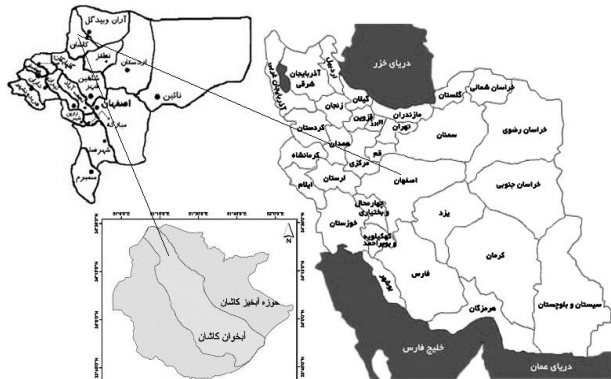 آران و بیدگل
کاشان
نطنز
اردستان
نائین
اصفهان
مبارکه
شهرضا
سمیرم
دریای خزر
اردبیل
آذربایجان
شرقی
آذربایجان غربی
گیلان
زنجان
قزوین
البرز
مازندران
تهران
گلستان
خراسان شمالی
خراسان رضوی
سمنان
کردستان
همدان
قم
مرکزی
کرمانشاه
لرستان
ایلام
اصفهان
خراسان جنوبی
چهارمحال
و بختیاری
خوزستان
یزد
کهگیلویه
و بویراحمد
کرمان
فارس
بوشهر
هرمزگان
سیستان و بلوچستان
خلیج فارس
دریای عمان
N
حوزه آبخیز کاشان
آبخوان کاشان